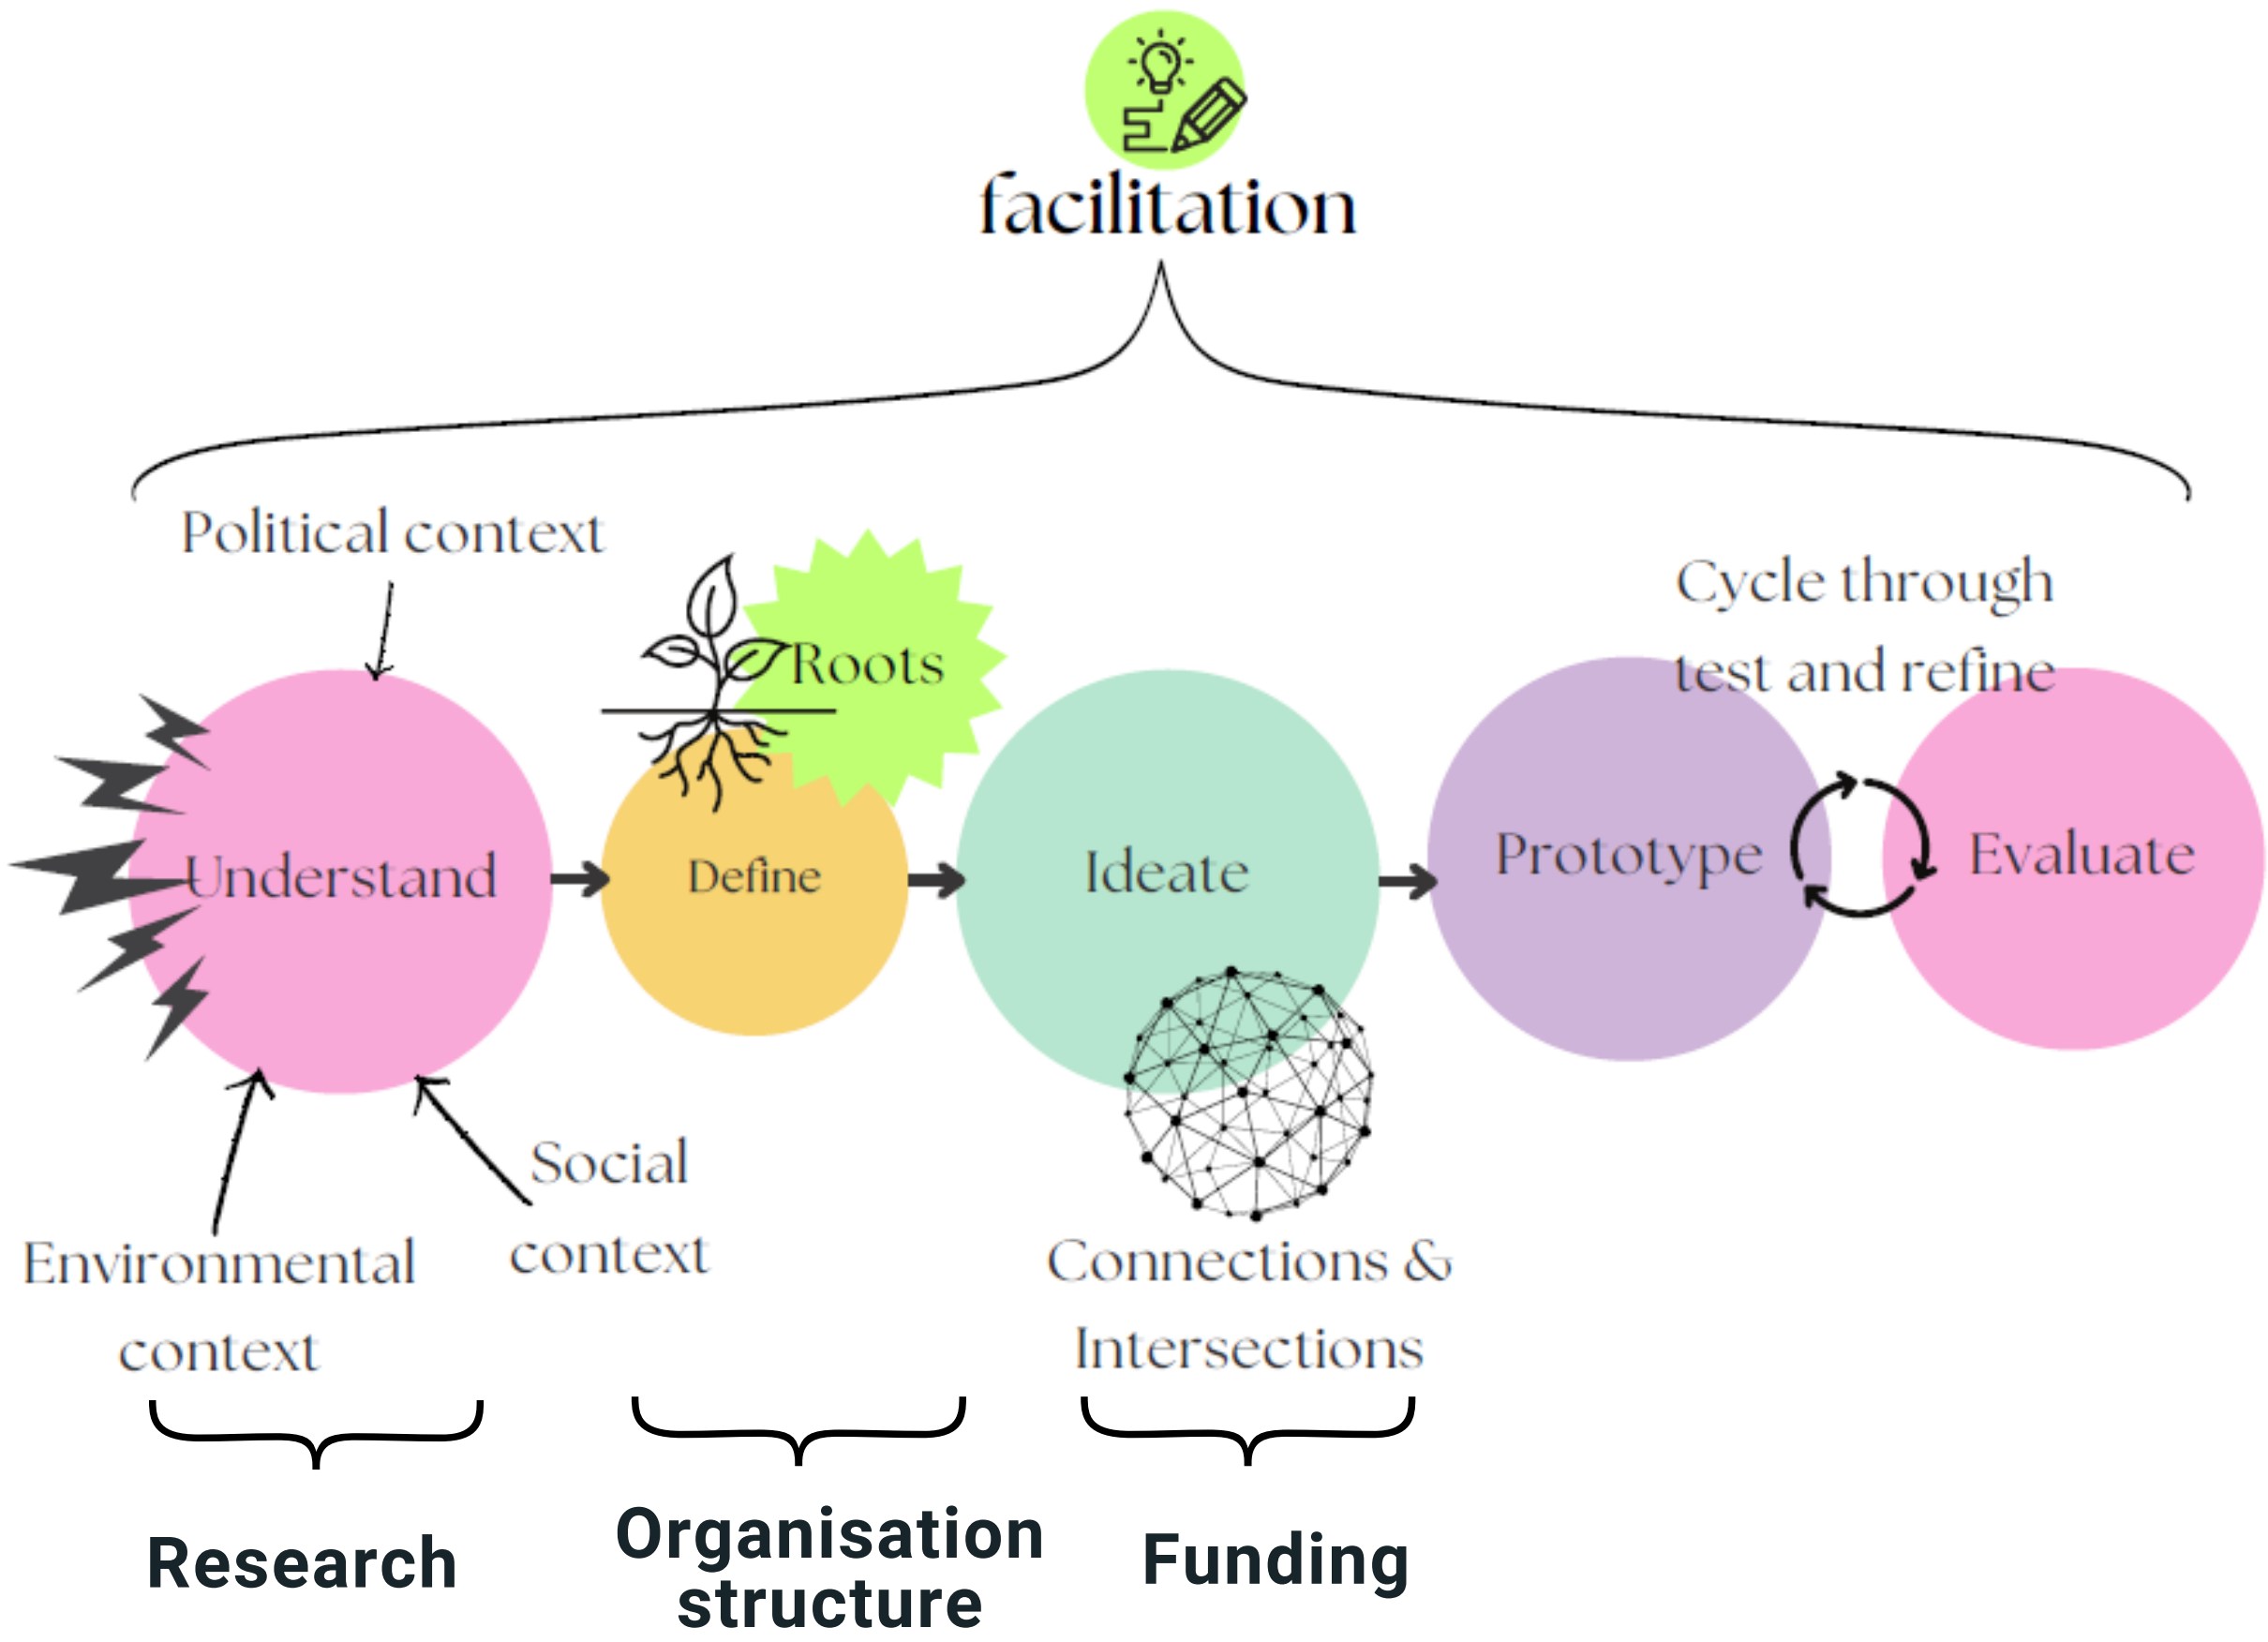 facilitation
Political context
Roots
Cycle through
test and refine
Understand
Define
Ideate
Prototype
Evaluate
Social
context
Environmental
context
Connections &
Intersections
Research
Organisation
structure
Funding